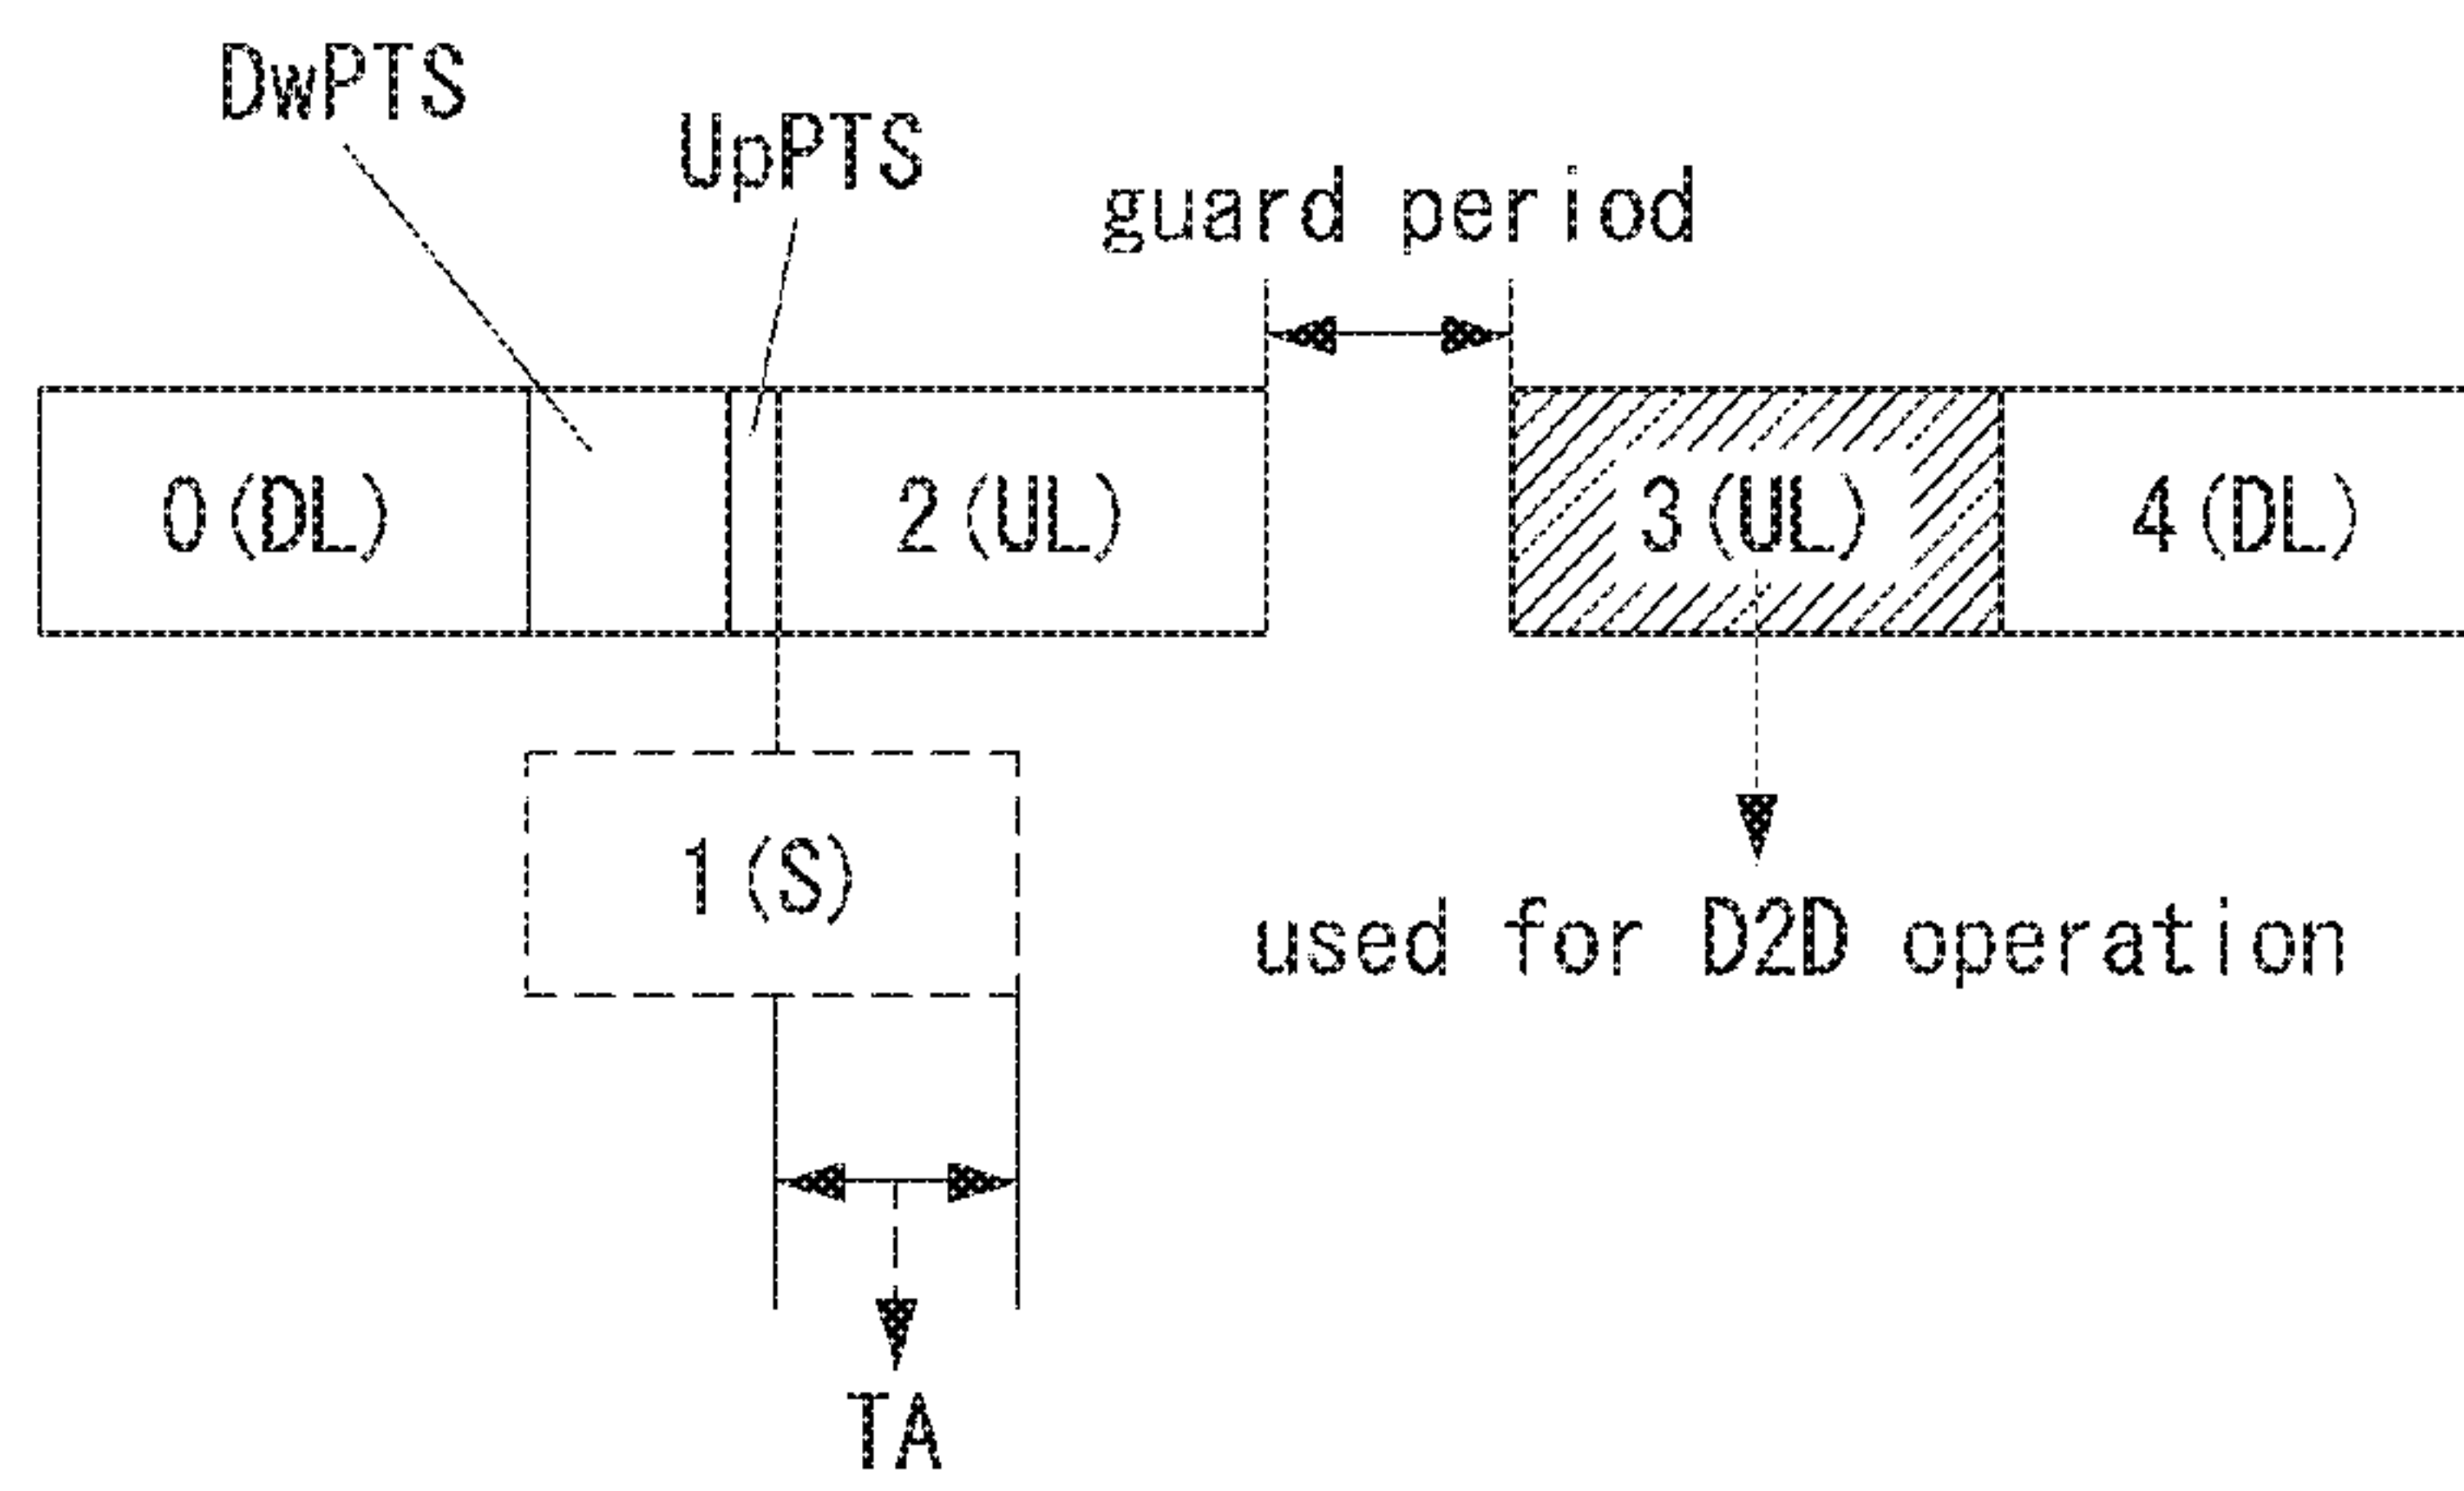 DwPTS
UpPTS
guard period
0(DL)
2(UL)
3(UL)
4(DL)
1(S)
used for D2D operation
TA